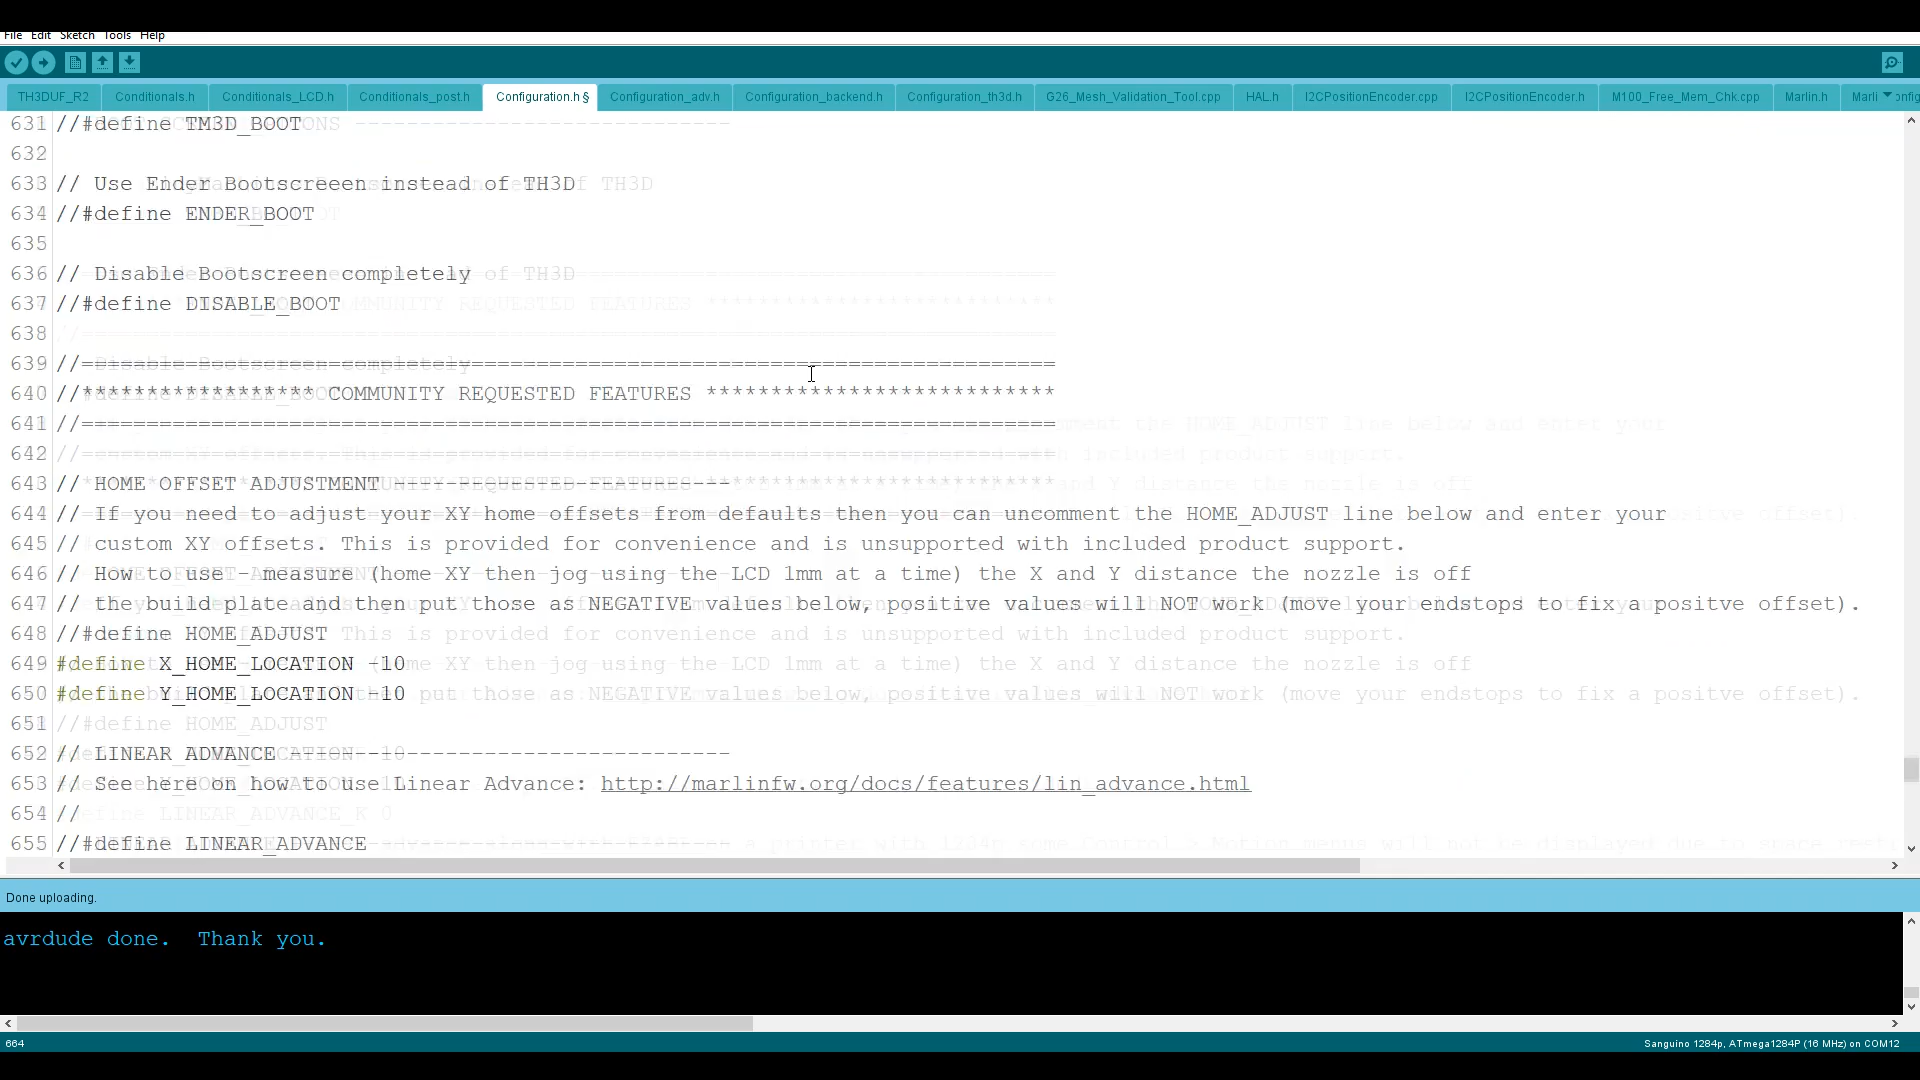 File Edit Sketch Tools Help
TH3DUF_R2 Conditionals.h Conditionals_LCD.h Conditionals_post.h Configuration.h § Configuration_adv.h Configuration_backend.h Configuration_th3d.h G26_Mesh_Validation_Tool.cpp HAL.h I2CPositionEncoder.cpp I2CPositionEncoder.h M100_Free_Mem_Chk.cpp Marlin.h Marli
631 //#define TM3D_BOOT
632
633 // Use Ender Bootscreeen instead of TH3D
634 //#define ENDER_BOOT
635
636 // Disable Bootscreen completely
637 //#define DISABLE_BOOT
638
639 //===========================================================================
640 //****************** COMMUNITY REQUESTED FEATURES ***************************
641 //===========================================================================
642
643 // HOME OFFSET ADJUSTMENT --------------------------
644 // If you need to adjust your XY home offsets from defaults then you can uncomment the HOME_ADJUST line below and enter your
645 // custom XY offsets. This is provided for convenience and is unsupported with included product support.
646 // How to use - measure (home XY then jog using the LCD 1mm at a time) the X and Y distance the nozzle is off
647 // the build plate and then put those as NEGATIVE values below, positive values will NOT work (move your endstops to fix a positve offset).
648 //#define HOME_ADJUST
649 #define X_HOME_LOCATION -10
650 #define Y_HOME_LOCATION -10
651
652 // LINEAR ADVANCE ----------------------------------
653 // See here on how to use Linear Advance: http://marlinfw.org/docs/features/lin_advance.html
654 //
655 //#define LINEAR_ADVANCE
Done uploading.
avrdude done.  Thank you.
664
Sanguino 1284p, ATmega1284P (16 MHz) on COM12